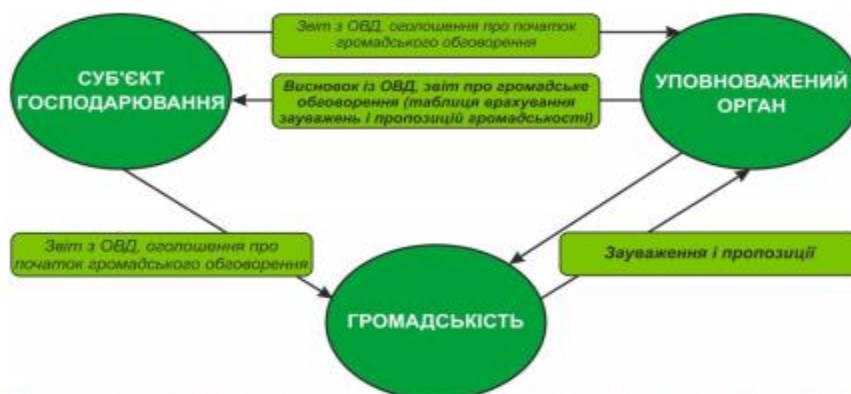 Звіт з ОВД, оголошення про початок
громадського обговорення
СУБ'ЄКТ
ГОСПОДАРЮВАННЯ
Висновок із ОВД, звіт про громадське
обговорення (таблиця врахування
зауважень і пропозицій громадськості)
УПОВНОВАЖЕНИЙ
ОРГАН
Звіт з ОВД, оголошення про
початок громадського обговорення
Зауваження і пропозиції
ГРОМАДСЬКІСТЬ